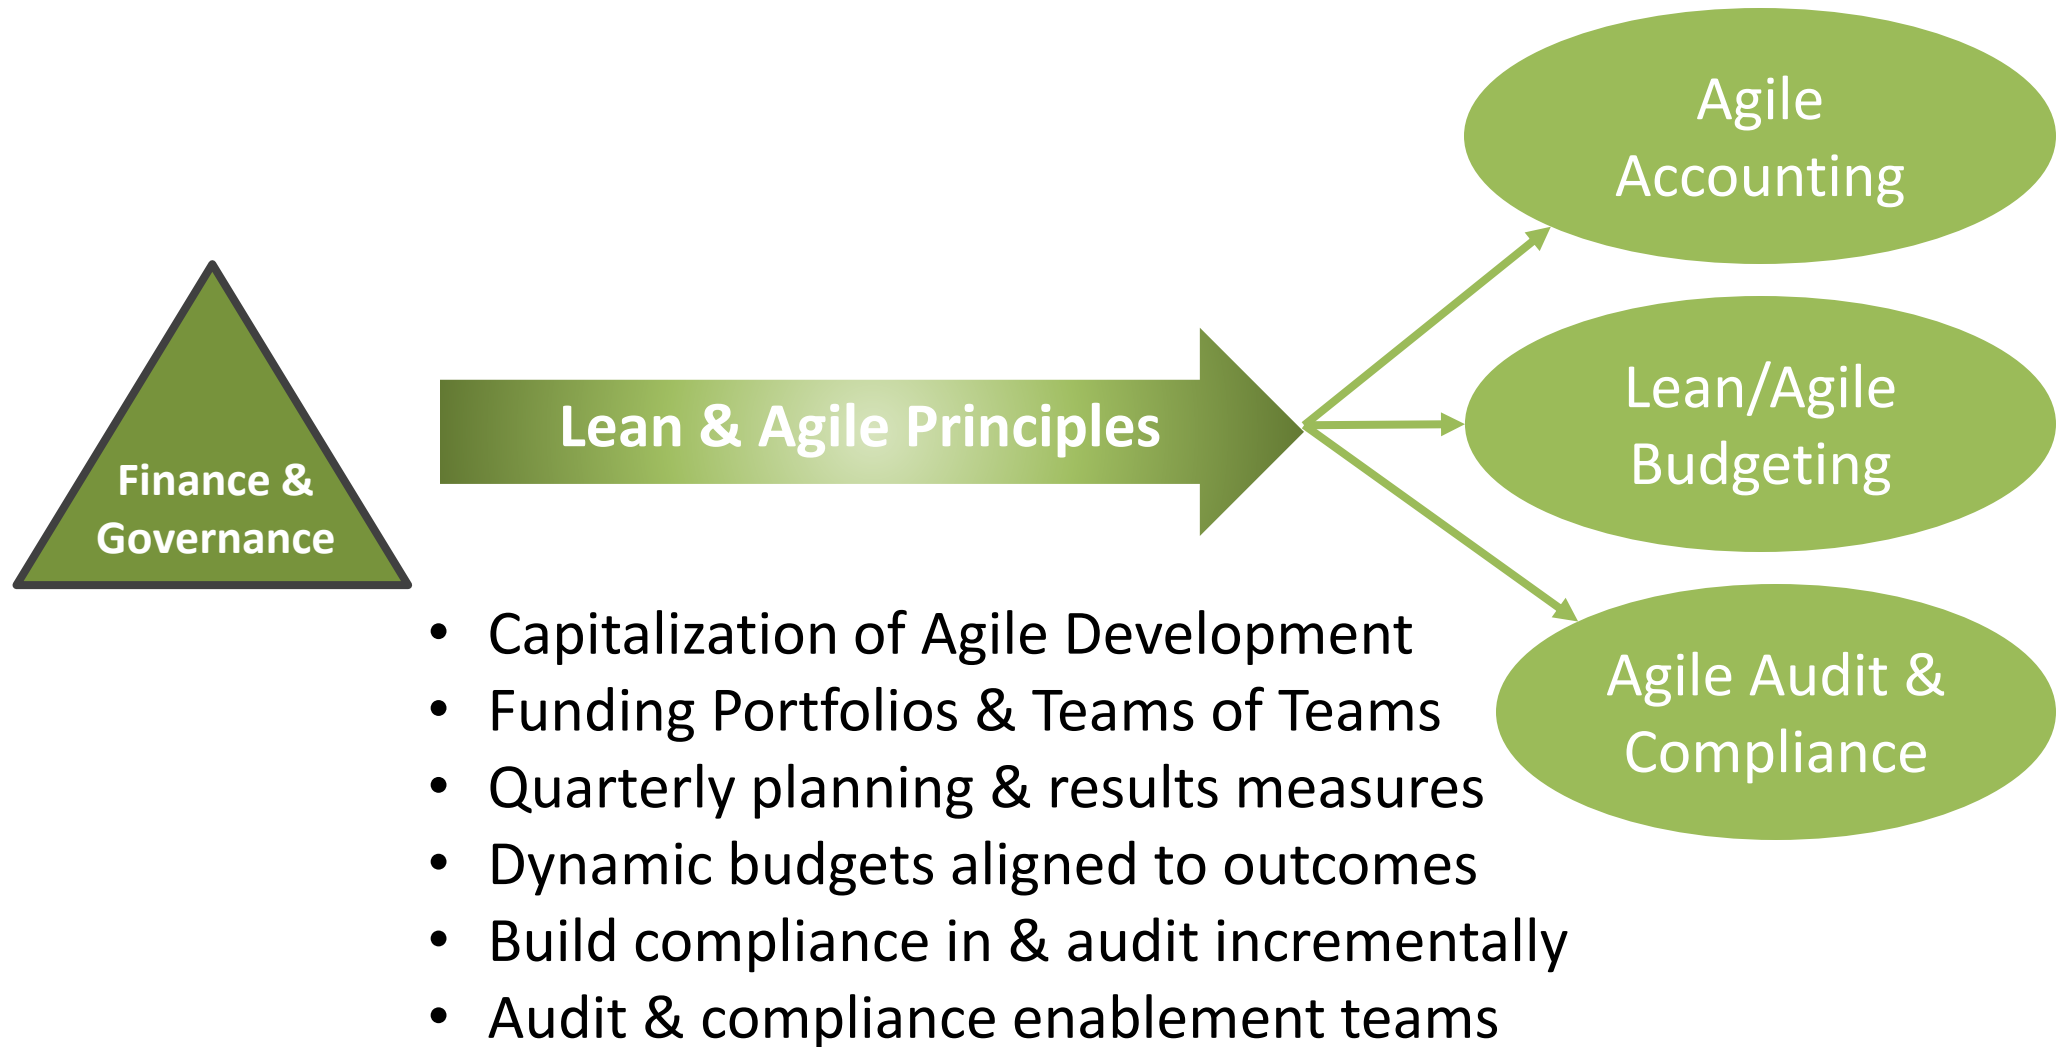 Agile
Accounting
Finance &
Governance
Lean & Agile Principles
Lean/Agile
Budgeting
Agile Audit &
Compliance
• Capitalization of Agile Development
• Funding Portfolios & Teams of Teams
• Quarterly planning & results measures
• Dynamic budgets aligned to outcomes
• Build compliance in & audit incrementally
• Audit & compliance enablement teams